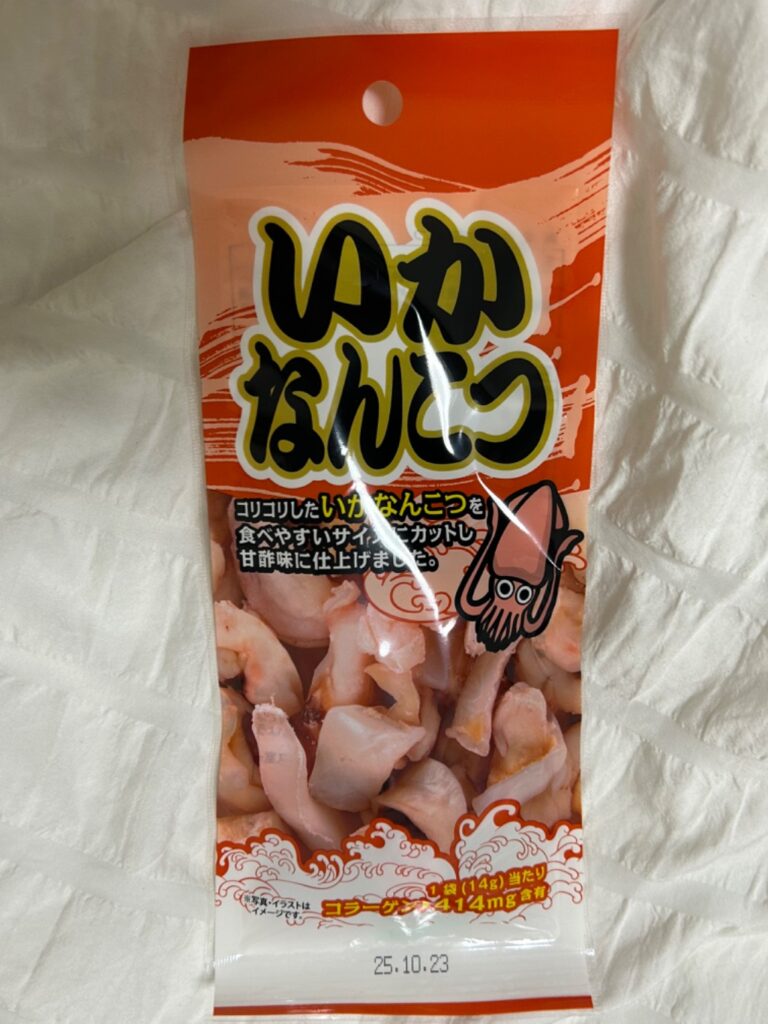 いか
なんこつ
コリコリしたいかなんこつを
食べやすいサイズにカットし
甘酢味に仕上げました。
1袋(14g)当たり
コラーゲン414mg含有
※写真・イラストは
イメージです。
25.10.23